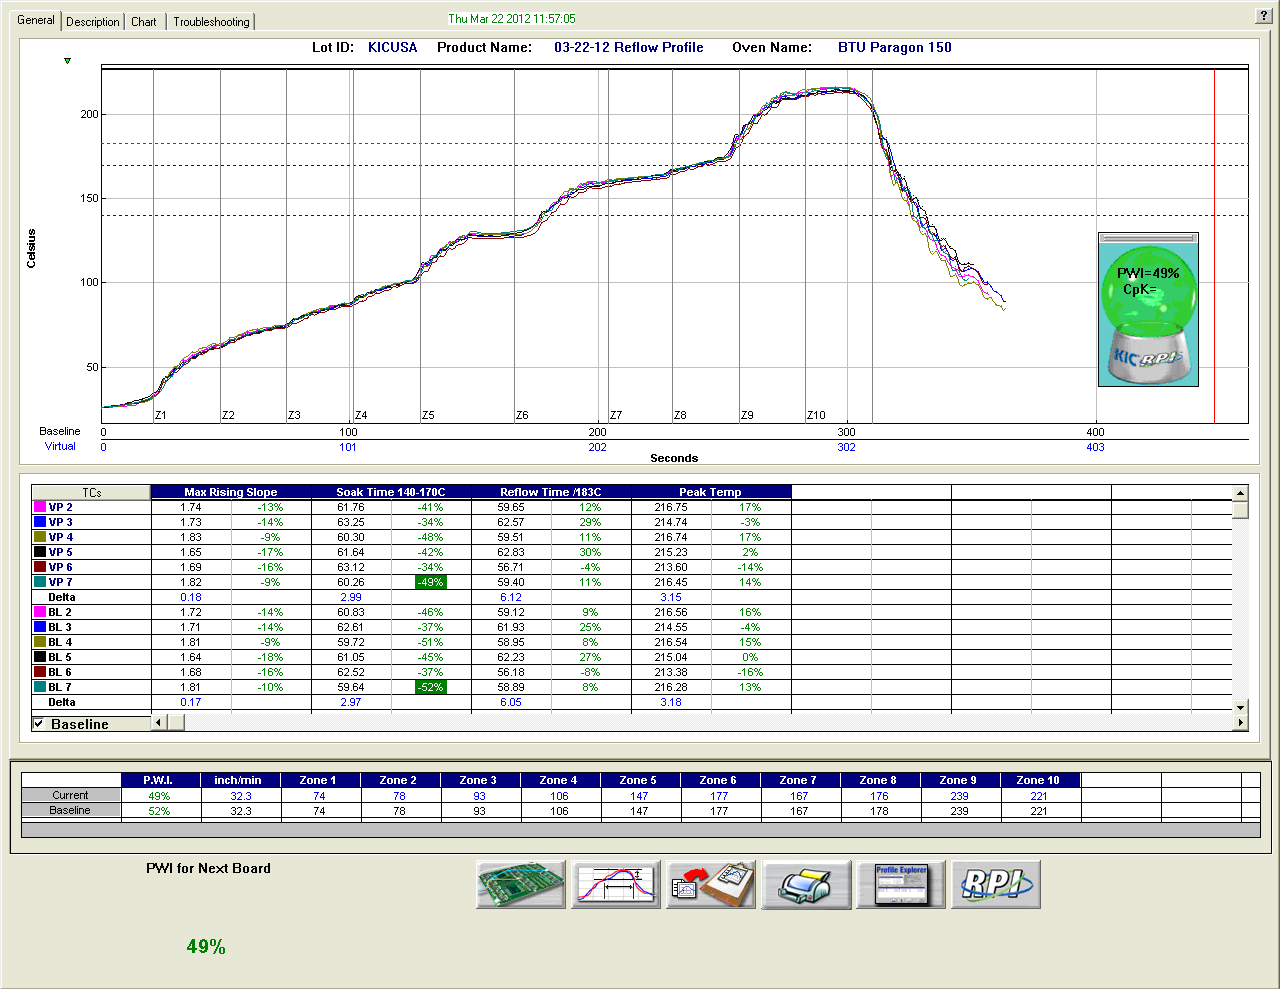 General Description Chart Troubleshooting
Thu Mar 22 2012 11:57:05
?
Lot ID: KICUSA Product Name: 03-22-12 Reflow Profile Oven Name: BTU Paragon 150
200
150
Celsius
100
50
PWI=49%
CpK=
KIC RPI
Z1 Z2 Z3 Z4 Z5 Z6 Z7 Z8 Z9 Z10
Baseline 0 100 200 300 400
Virtual 0 101 202 302 403
Seconds
TCs Max Rising Slope Soak Time 140-170C Reflow Time /183C Peak Temp
VP 2 1.74 -13% 61.76 -41% 59.65 12% 216.75 17%
VP 3 1.73 -14% 63.25 -34% 62.57 29% 214.74 -3%
VP 4 1.83 -9% 60.30 -48% 59.51 11% 216.74 17%
VP 5 1.65 -17% 61.64 -42% 62.83 30% 215.23 2%
VP 6 1.69 -16% 63.12 -34% 56.71 -4% 213.60 -14%
VP 7 1.82 -9% 60.26 -49% 59.40 11% 216.45 14%
Delta 0.18 2.99 6.12 3.15
BL 2 1.72 -14% 60.83 -46% 59.12 9% 216.56 16%
BL 3 1.71 -14% 62.61 -37% 61.93 25% 214.55 -4%
BL 4 1.81 -9% 59.72 -51% 58.95 8% 216.54 15%
BL 5 1.64 -18% 61.05 -45% 62.23 27% 215.04 0%
BL 6 1.68 -16% 62.52 -37% 56.18 -8% 213.38 -16%
BL 7 1.81 -10% 59.64 -52% 58.89 8% 216.28 13%
Delta 0.17 2.97 6.05 3.18
Baseline
P.W.I. inch/min Zone 1 Zone 2 Zone 3 Zone 4 Zone 5 Zone 6 Zone 7 Zone 8 Zone 9 Zone 10
Current 49% 32.3 74 78 93 106 147 177 167 176 239 221
Baseline 52% 32.3 74 78 93 106 147 177 167 178 239 221
PWI for Next Board
Profile Explorer
RPI
49%